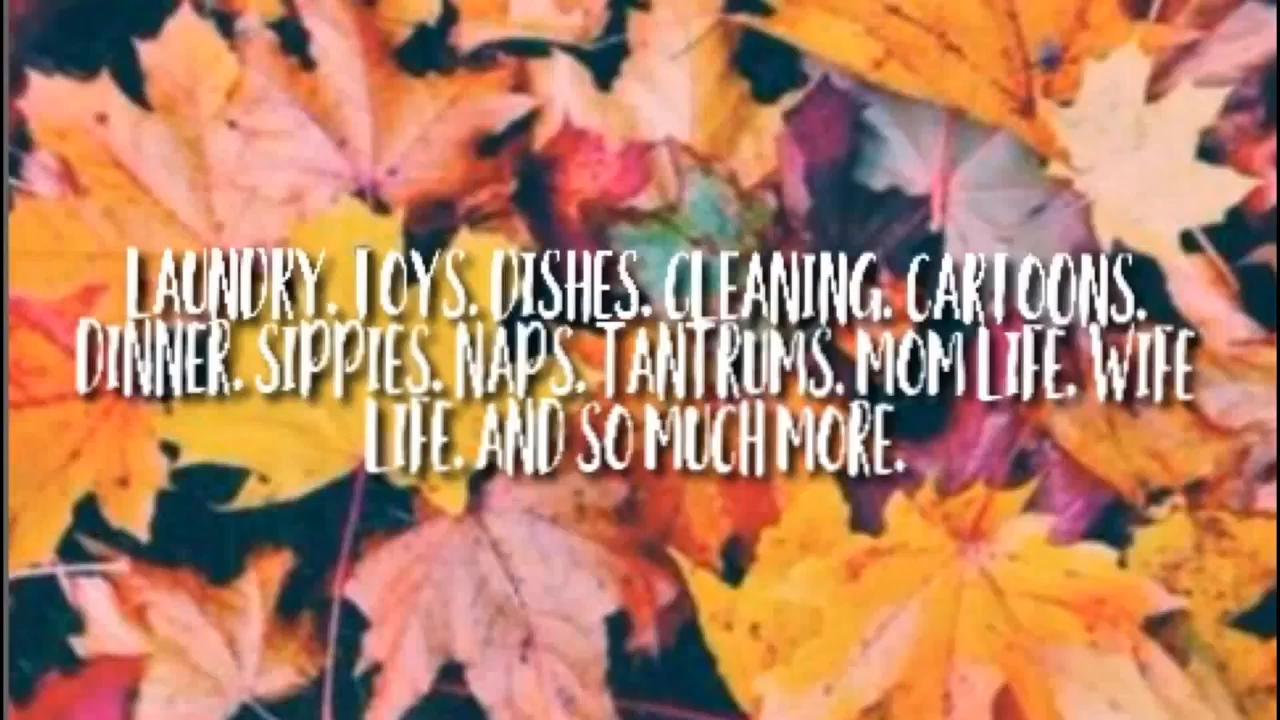 LAUNDRY. TOYS. DISHES. CLEANING. CARTOONS.
DINNER. SIPPIES. NAPS. TANTRUMS. MOM LIFE. WIFE
LIFE. AND SO MUCH MORE.